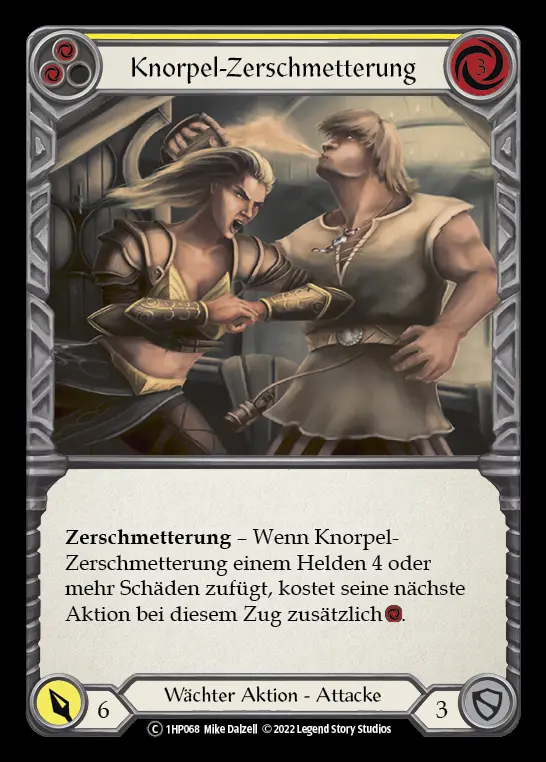 Knorpel-Zerschmetterung
3
Zerschmetterung – Wenn Knorpel-
Zerschmetterung einem Helden 4 oder
mehr Schäden zufügt, kostet seine nächste
Aktion bei diesem Zug zusätzlich .
6
Wächter Aktion - Attacke
3
C 1HP068 Mike Dalzell © 2022 Legend Story Studios